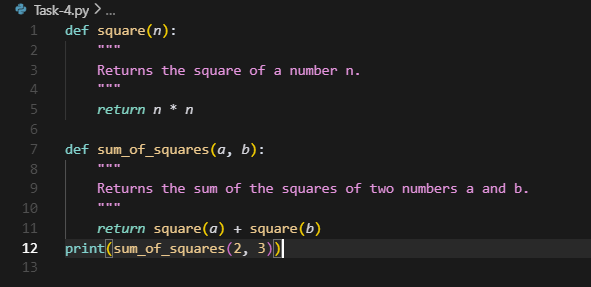 Task-4.py > ...
1 def square(n):
2     """
3     Returns the square of a number n.
4     """
5     return n * n
6
7 def sum_of_squares(a, b):
8     """
9     Returns the sum of the squares of two numbers a and b.
10     """
11     return square(a) + square(b)
12 print(sum_of_squares(2, 3))
13